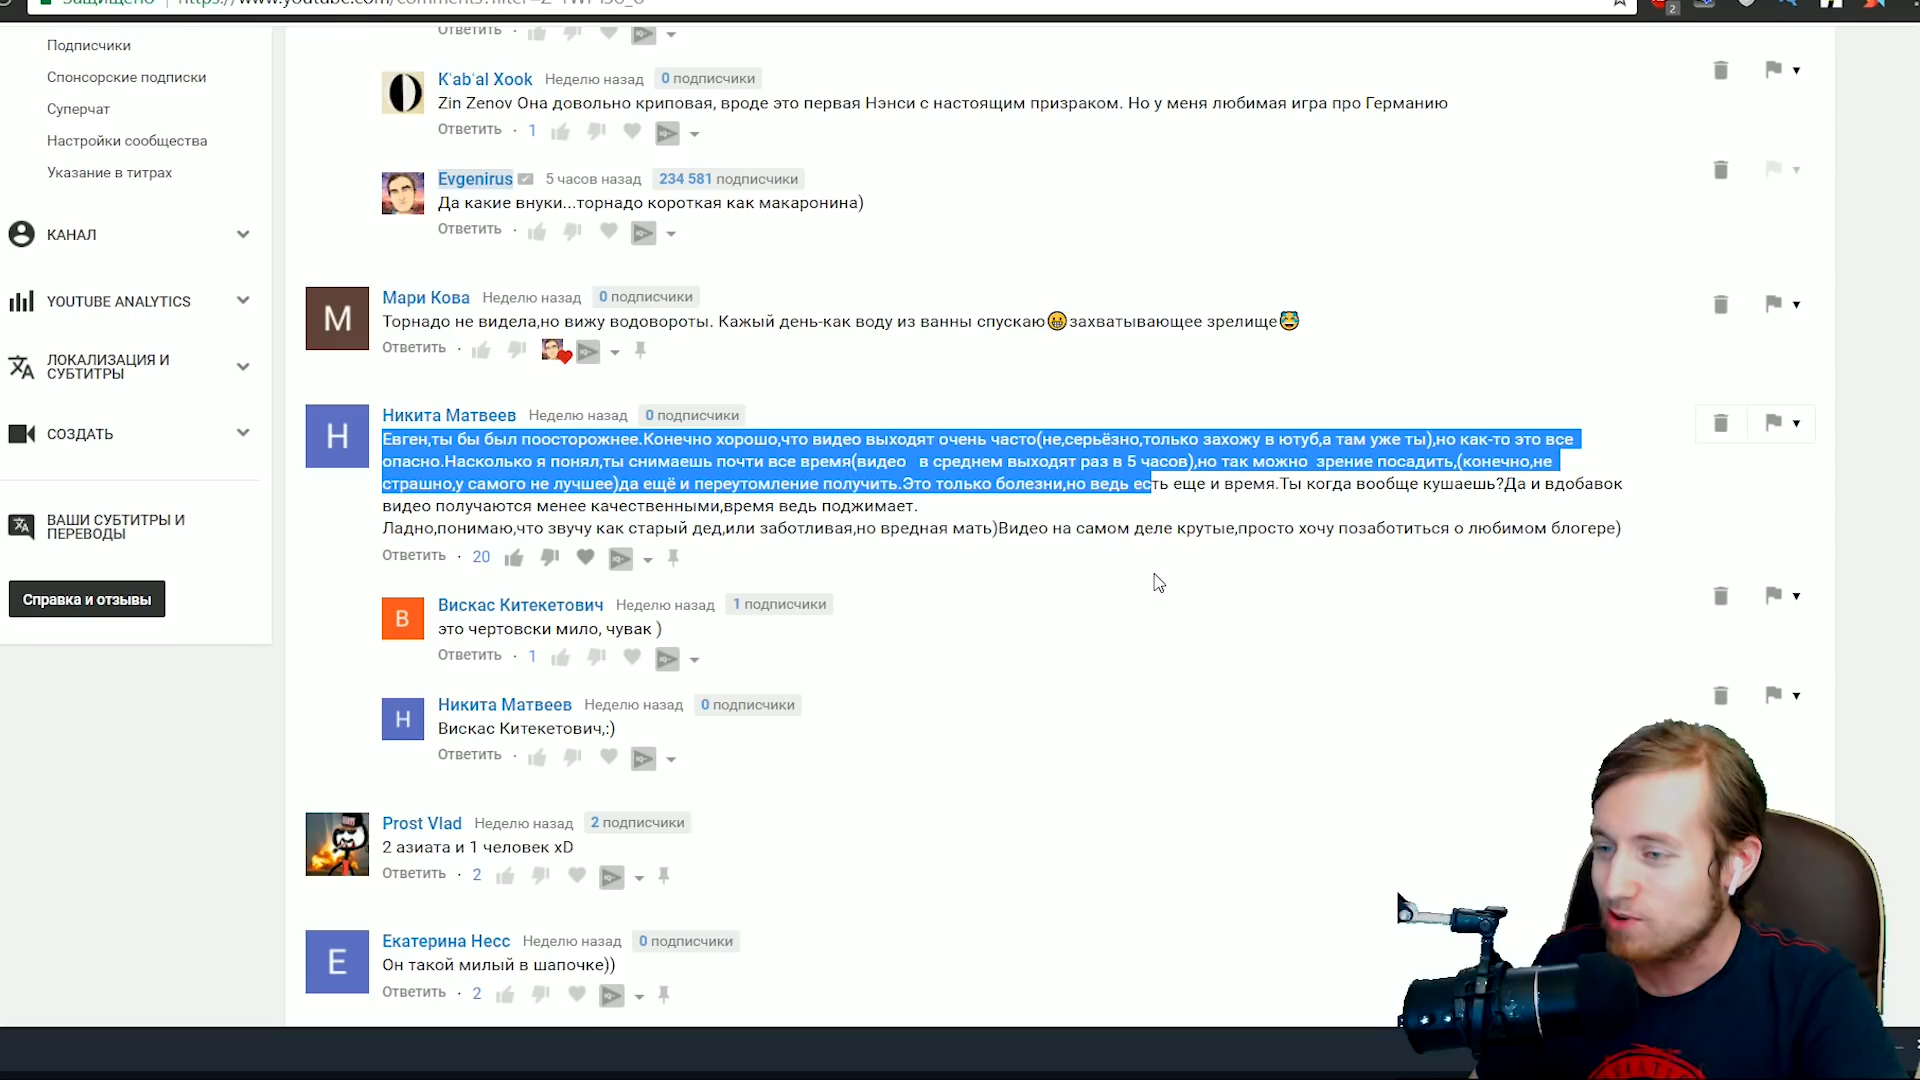 Защищено
Подписчики
Спонсорские подписки
Суперчат
Настройки сообщества
Указание в титрах
КАНАЛ
YOUTUBE ANALYTICS
ЛОКАЛИЗАЦИЯ И
СУБТИТРЫ
СОЗДАТЬ
ВАШИ СУБТИТРЫ И
ПЕРЕВОДЫ
Справка и отзывы
Ответить ·
K'ab'al Xook Неделю назад 0 подписчики
Zin Zenov Она довольно криповая, вроде это первая Нэнси с настоящим призраком. Но у меня любимая игра про Германию
Ответить · 1
Evgenirus 5 часов назад 234 581 подписчики
Да какие внуки...торнадо короткая как макаронина)
Ответить ·
М
Мари Кова Неделю назад 0 подписчики
Торнадо не видела,но вижу водовороты. Кажый день-как воду из ванны спускаю😁захватывающее зрелище😂
Ответить ·
Н
Никита Матвеев Неделю назад 0 подписчики
Евген,ты бы был поосторожнее.Конечно хорошо,что видео выходят очень часто(не,серьёзно,только захожу в ютуб,а там уже ты),но как-то это все
опасно.Насколько я понял,ты снимаешь почти все время(видео в среднем выходят раз в 5 часов),но так можно зрение посадить,(конечно,не
страшно,у самого не лучшее)да ещё и переутомление получить.Это только болезни,но ведь есть еще и время.Ты когда вообще кушаешь?Да и вдобавок
видео получаются менее качественными,время ведь поджимает.
Ладно,понимаю,что звучу как старый дед,или заботливая,но вредная мать)Видео на самом деле крутые,просто хочу позаботиться о любимом блогере)
Ответить · 20
В
Вискас Китекетович Неделю назад 1 подписчики
это чертовски мило, чувак )
Ответить · 1
Н
Никита Матвеев Неделю назад 0 подписчики
Вискас Китекетович,:)
Ответить ·
Prost Vlad Неделю назад 2 подписчики
2 азиата и 1 человек xD
Ответить · 2
Е
Екатерина Несс Неделю назад 0 подписчики
Он такой милый в шапочке))
Ответить · 2
2